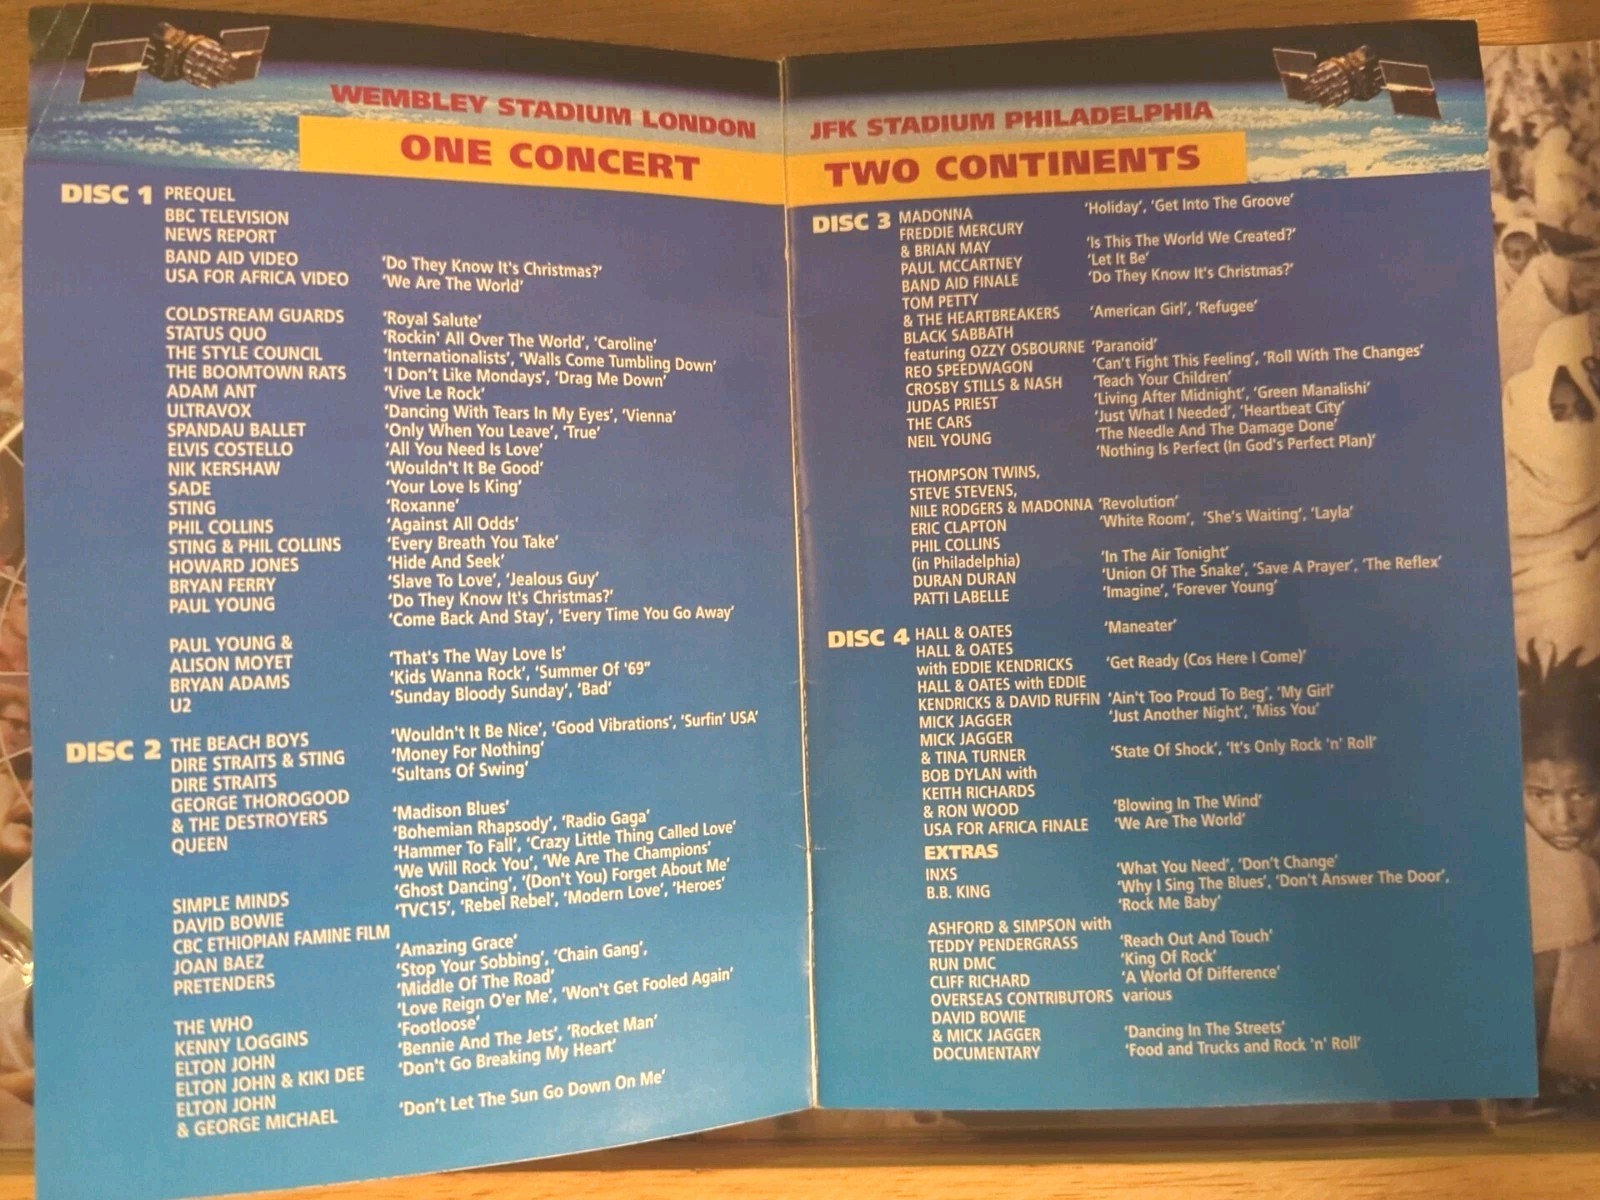 WEMBLEY STADIUM LONDON
ONE CONCERT
DISC 1 PREQUEL
BBC TELEVISION
NEWS REPORT
BAND AID VIDEO 'Do They Know It's Christmas?'
USA FOR AFRICA VIDEO 'We Are The World'
COLDSTREAM GUARDS 'Royal Salute'
STATUS QUO 'Rockin' All Over The World', 'Caroline'
THE STYLE COUNCIL 'Internationalists', 'Walls Come Tumbling Down'
THE BOOMTOWN RATS 'I Don't Like Mondays', 'Drag Me Down'
ADAM ANT 'Vive Le Rock'
ULTRAVOX 'Dancing With Tears In My Eyes', 'Vienna'
SPANDAU BALLET 'Only When You Leave', 'True'
ELVIS COSTELLO 'All You Need Is Love'
NIK KERSHAW 'Wouldn't It Be Good'
SADE 'Your Love Is King'
STING 'Roxanne'
PHIL COLLINS 'Against All Odds'
STING & PHIL COLLINS 'Every Breath You Take'
HOWARD JONES 'Hide And Seek'
BRYAN FERRY 'Slave To Love', 'Jealous Guy'
PAUL YOUNG 'Do They Know It's Christmas?'
'Come Back And Stay', 'Every Time You Go Away'
PAUL YOUNG &
ALISON MOYET 'That's The Way Love Is'
BRYAN ADAMS 'Kids Wanna Rock', 'Summer Of '69"
U2 'Sunday Bloody Sunday', 'Bad'
DISC 2 THE BEACH BOYS 'Wouldn't It Be Nice', 'Good Vibrations', 'Surfin' USA'
DIRE STRAITS & STING 'Money For Nothing'
DIRE STRAITS 'Sultans Of Swing'
GEORGE THOROGOOD
& THE DESTROYERS 'Madison Blues'
QUEEN 'Bohemian Rhapsody', 'Radio Gaga'
'Hammer To Fall', 'Crazy Little Thing Called Love'
'We Will Rock You', 'We Are The Champions'
SIMPLE MINDS 'Ghost Dancing', '(Don't You) Forget About Me'
DAVID BOWIE 'TVC15', 'Rebel Rebel', 'Modern Love', 'Heroes'
CBC ETHIOPIAN FAMINE FILM
JOAN BAEZ 'Amazing Grace'
PRETENDERS 'Stop Your Sobbing', 'Chain Gang',
'Middle Of The Road'
THE WHO 'Love Reign O'er Me', 'Won't Get Fooled Again'
KENNY LOGGINS 'Footloose'
ELTON JOHN 'Bennie And The Jets', 'Rocket Man'
ELTON JOHN & KIKI DEE 'Don't Go Breaking My Heart'
ELTON JOHN
& GEORGE MICHAEL 'Don't Let The Sun Go Down On Me'
JFK STADIUM PHILADELPHIA
TWO CONTINENTS
DISC 3 MADONNA 'Holiday', 'Get Into The Groove'
FREDDIE MERCURY
& BRIAN MAY 'Is This The World We Created?'
PAUL MCCARTNEY 'Let It Be'
BAND AID FINALE 'Do They Know It's Christmas?'
TOM PETTY
& THE HEARTBREAKERS 'American Girl', 'Refugee'
BLACK SABBATH
featuring OZZY OSBOURNE 'Paranoid'
REO SPEEDWAGON 'Can't Fight This Feeling', 'Roll With The Changes'
CROSBY STILLS & NASH 'Teach Your Children'
JUDAS PRIEST 'Living After Midnight', 'Green Manalishi'
THE CARS 'Just What I Needed', 'Heartbeat City'
NEIL YOUNG 'The Needle And The Damage Done'
'Nothing Is Perfect (In God's Perfect Plan)'
THOMPSON TWINS,
STEVE STEVENS,
NILE RODGERS & MADONNA 'Revolution'
ERIC CLAPTON 'White Room', 'She's Waiting', 'Layla'
PHIL COLLINS
(in Philadelphia) 'In The Air Tonight'
DURAN DURAN 'Union Of The Snake', 'Save A Prayer', 'The Reflex'
PATTI LABELLE 'Imagine', 'Forever Young'
DISC 4 HALL & OATES 'Maneater'
HALL & OATES
with EDDIE KENDRICKS 'Get Ready (Cos Here I Come)'
HALL & OATES with EDDIE
KENDRICKS & DAVID RUFFIN 'Ain't Too Proud To Beg', 'My Girl'
MICK JAGGER 'Just Another Night', 'Miss You'
MICK JAGGER
& TINA TURNER 'State Of Shock', 'It's Only Rock 'n' Roll'
BOB DYLAN with
KEITH RICHARDS
& RON WOOD 'Blowing In The Wind'
USA FOR AFRICA FINALE 'We Are The World'
EXTRAS
INXS 'What You Need', 'Don't Change'
B.B. KING 'Why I Sing The Blues', 'Don't Answer The Door',
'Rock Me Baby'
ASHFORD & SIMPSON with
TEDDY PENDERGRASS 'Reach Out And Touch'
RUN DMC 'King Of Rock'
CLIFF RICHARD 'A World Of Difference'
OVERSEAS CONTRIBUTORS various
DAVID BOWIE
& MICK JAGGER 'Dancing In The Streets'
DOCUMENTARY 'Food and Trucks and Rock 'n' Roll'